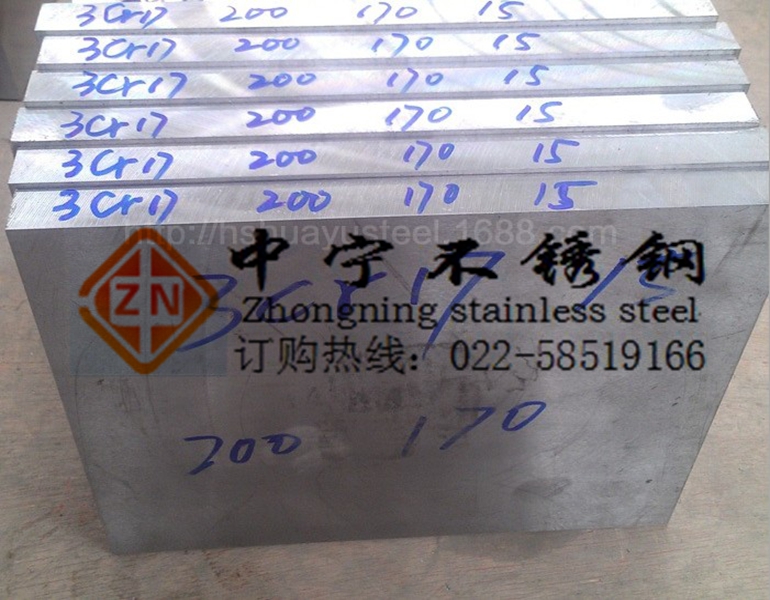 3Cr17 200 170 15
3Cr17 200 170 15
3Cr17 200 170 15
3Cr17 200 170 15
3Cr17 200 170 15
3Cr17 200 170 15
http://hshuayusteel.1688.com
中宁不锈钢
ZN
3Cr17 15
Zhongning stainless steel
订购热线：022-58519166
200 170